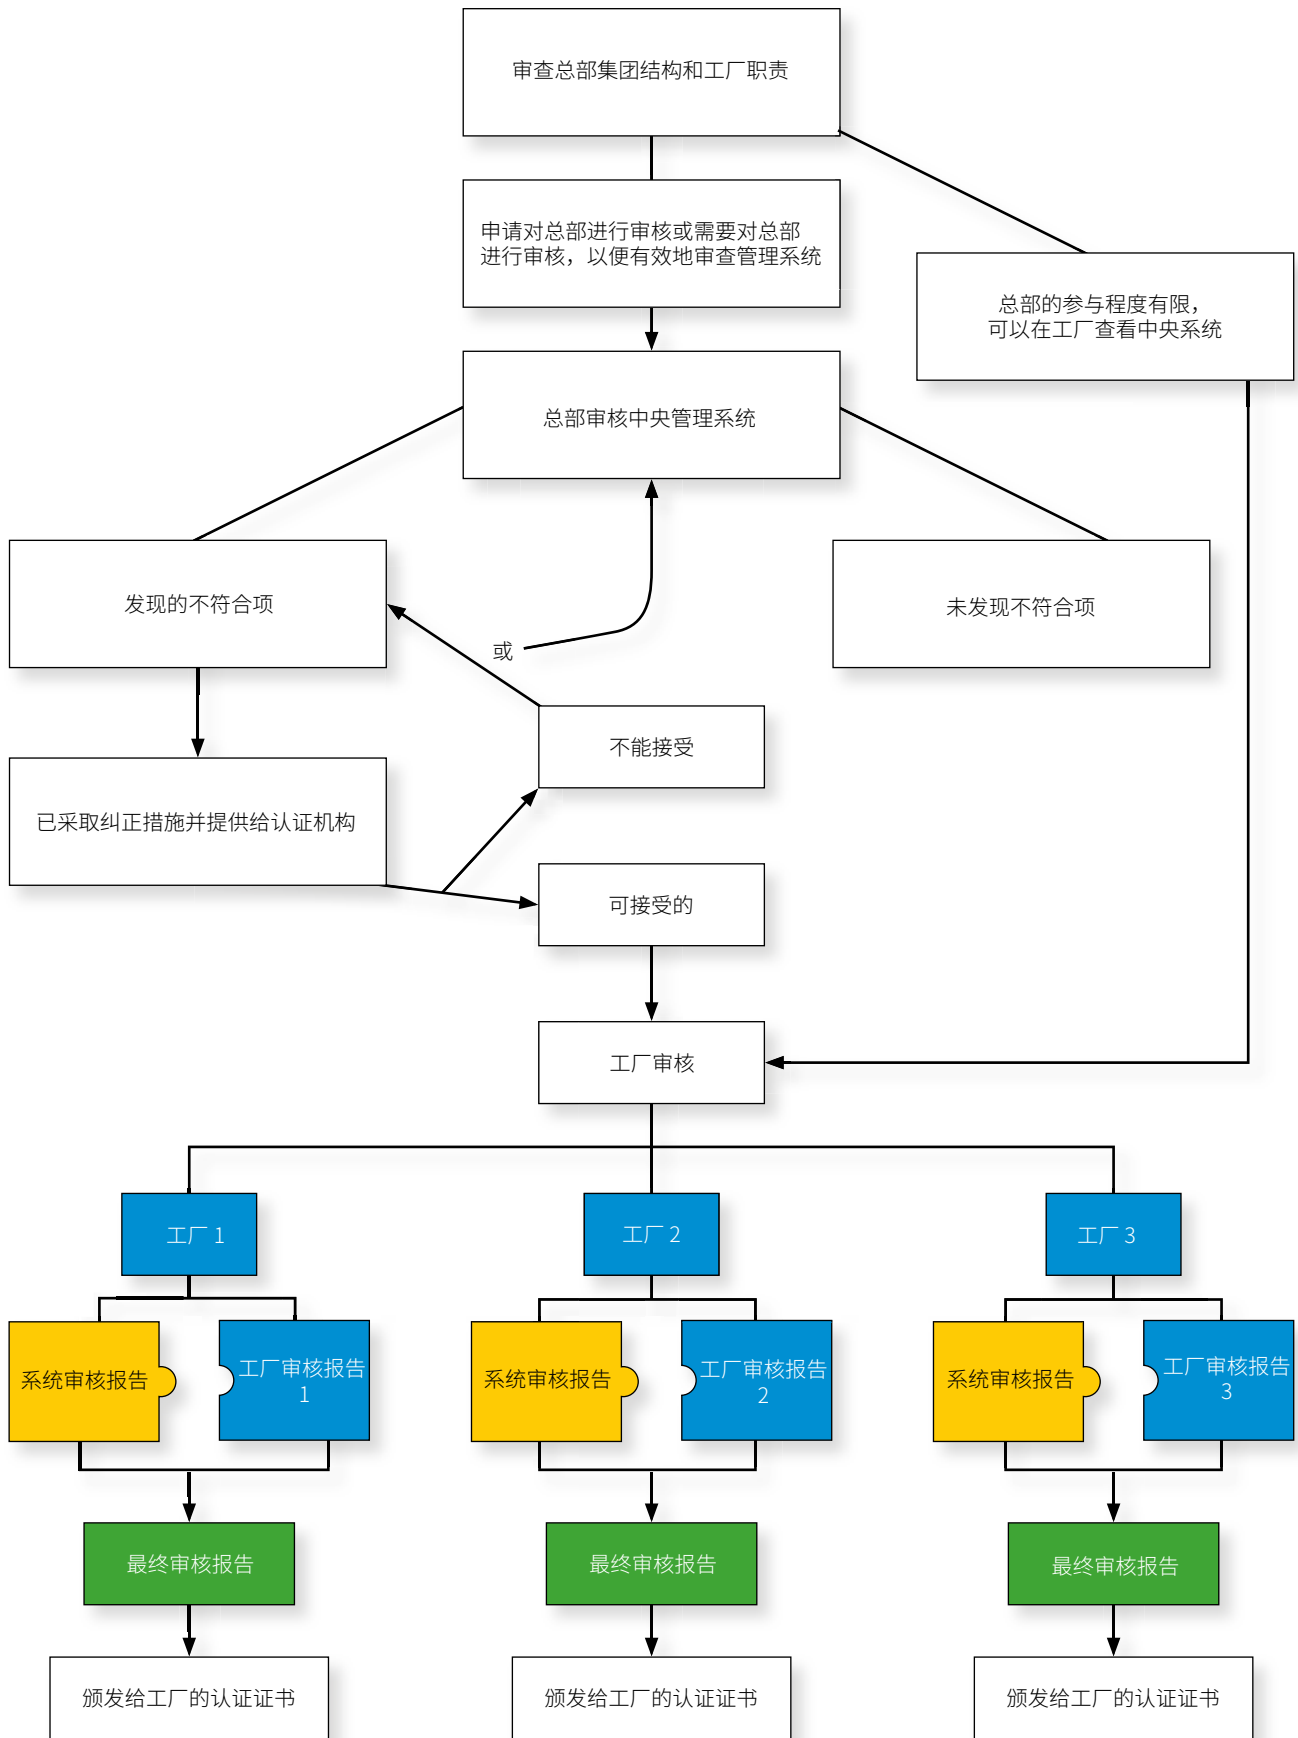 审查总部集团结构和工厂职责
申请对总部进行审核或需要对总部
进行审核，以便有效地审查管理系统
总部的参与程度有限，
可以在工厂查看中央系统
总部审核中央管理系统
发现的不符合项
未发现不符合项
或
不能接受
已采取纠正措施并提供给认证机构
可接受的
工厂审核
工厂 1
工厂 2
工厂 3
系统审核报告
工厂审核报告
1
系统审核报告
工厂审核报告
2
系统审核报告
工厂审核报告
3
最终审核报告
最终审核报告
最终审核报告
颁发给工厂的认证证书
颁发给工厂的认证证书
颁发给工厂的认证证书